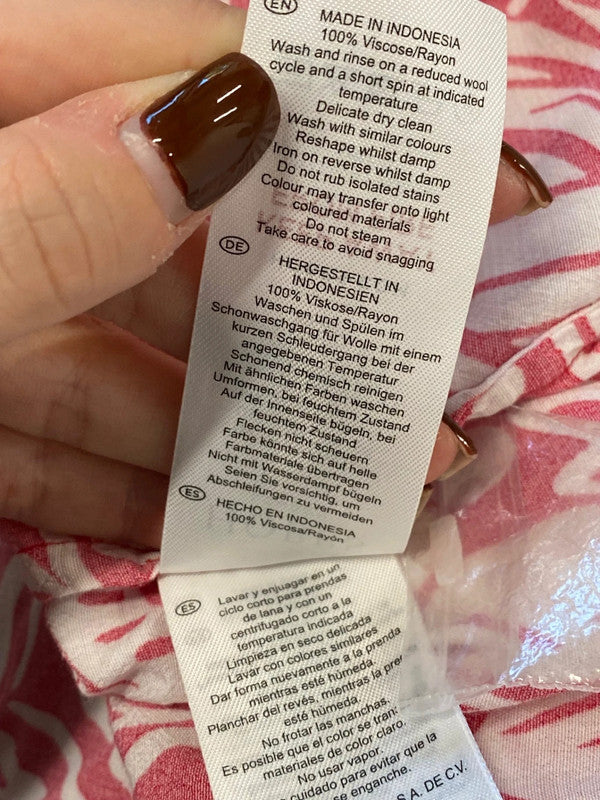 EN
MADE IN INDONESIA
100% Viscose/Rayon
Wash and rinse on a reduced wool
cycle and a short spin at indicated
temperature
Delicate dry clean
Wash with similar colours
Reshape whilst damp
Iron on reverse whilst damp
Do not rub isolated stains
Colour may transfer onto light
coloured materials
Do not steam
Take care to avoid snagging
DE
HERGESTELLT IN
INDONESIEN
100% Viskose/Rayon
Waschen und Spülen im
Schonwaschgang für Wolle mit einem
kurzen Schleudergang bei der
angegebenen Temperatur
Schonend chemisch reinigen
Mit ähnlichen Farben waschen
Umformen, bei feuchtem Zustand
Auf der Innenseite bügeln, bei
feuchtem Zustand
Flecken nicht scheuern
Farbe könnte sich auf helle
Farbmateriale übertragen
Nicht mit Wasserdampf bügeln
Seien Sie vorsichtig, um
Abschleifungen zu vermeiden
ES
HECHO EN INDONESIA
100% Viscosa/Rayón
ES
Lavar y enjuagar en un
ciclo corto para prendas
de lana y con un
centrifugado corto a la
temperatura indicada
Limpieza en seco delicada
Lavar con colores similares
Dar forma nuevamente a la prenda
mientras esté húmeda.
Planchar del revés, mientras la
esté húmeda.
No frotar las manchas.
Es posible que el color se
materiales de color claro.
No usar vapor.
cuidado para evitar que la
se enganche.
S.A. DE C.V.